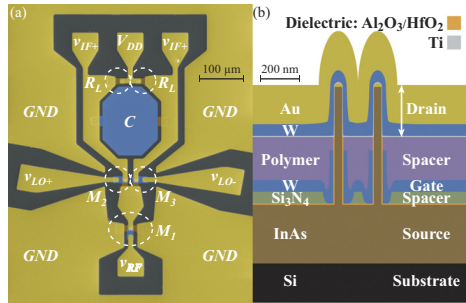 (a)
v_IF+ V_DD v_IF+
R_L R_L
100 μm
GND C GND
v_LO+ v_LO-
M_2 M_3
M_1
GND v_RF GND
(b)
Dielectric: Al₂O₃/HfO₂
Ti
200 nm
Au Drain
W
Polymer Spacer
W Gate
Si₃N₄ Spacer
InAs Source
Si Substrate